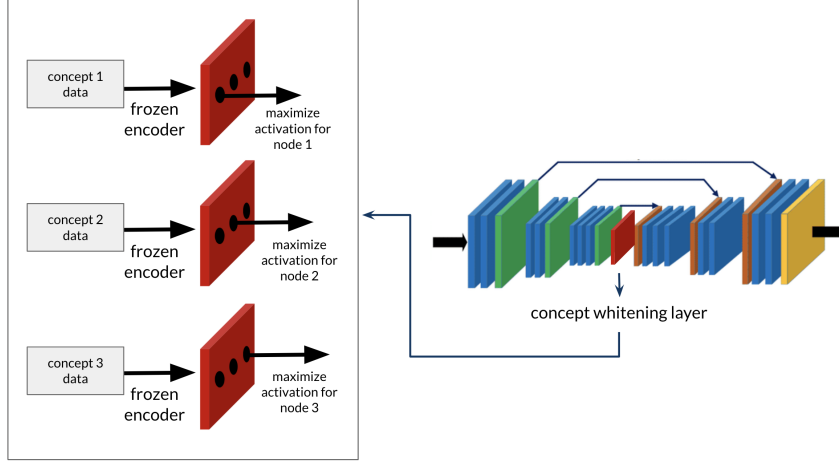 concept 1
data
frozen
encoder
maximize
activation for
node 1
concept 2
data
frozen
encoder
maximize
activation for
node 2
concept 3
data
frozen
encoder
maximize
activation for
node 3
concept whitening layer